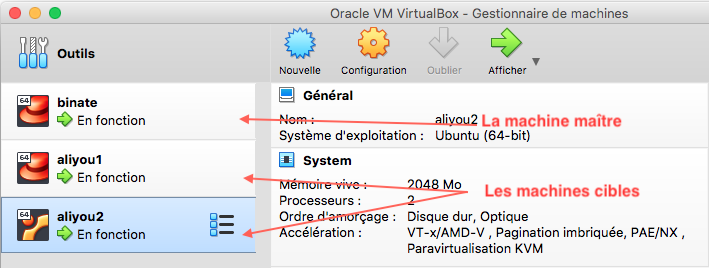 Oracle VM VirtualBox - Gestionnaire de machines
Outils
Nouvelle
Configuration
Oublier
Afficher
64
binate
En fonction
64
aliyou1
En fonction
64
aliyou2
En fonction
Général
Nom : aliyou2
Système d'exploitation : Ubuntu (64-bit)
La machine maître
System
Mémoire vive : 2048 Mo
Processeurs : 2
Les machines cibles
Ordre d'amorçage : Disque dur, Optique
Accélération : VT-x/AMD-V , Pagination imbriquée, PAE/NX ,
Paravirtualisation KVM